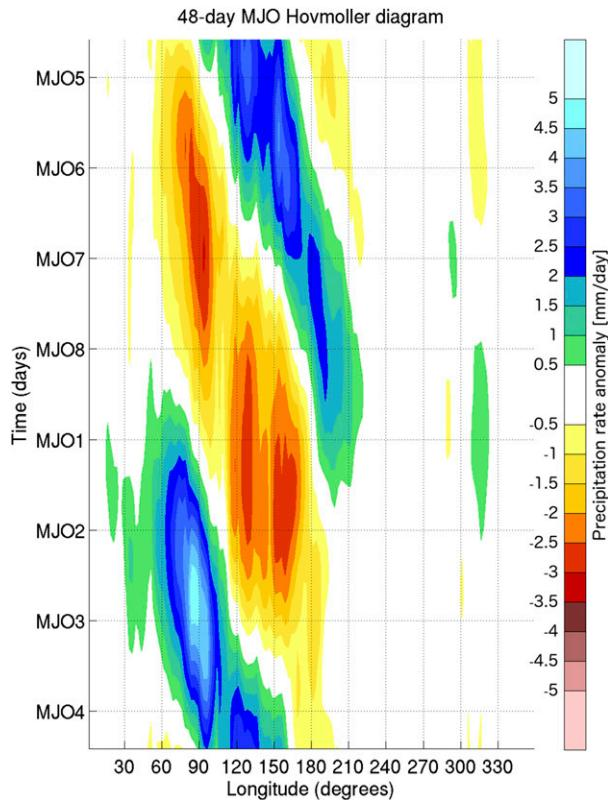 48-day MJO Hovmoller diagram
MJO5
MJO6
MJO7
MJO8
MJO1
MJO2
MJO3
MJO4
Time (days)
30 60 90 120 150 180 210 240 270 300 330
Longitude (degrees)
5
4.5
4
3.5
3
2.5
2
1.5
1
0.5
-0.5
-1
-1.5
-2
-2.5
-3
-3.5
-4
-4.5
-5
Precipitation rate anomaly [mm/day]